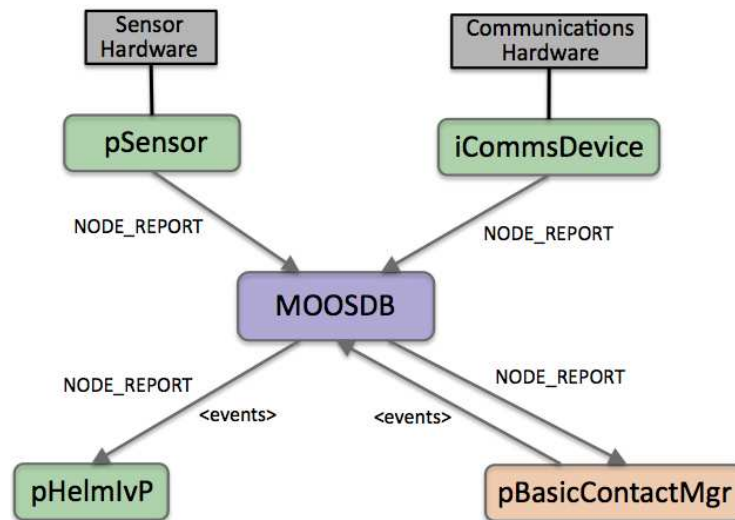 Sensor
Hardware
Communications
Hardware
pSensor
iCommsDevice
NODE_REPORT
NODE_REPORT
MOOSDB
NODE_REPORT
NODE_REPORT
<events>
<events>
pHelmIvP
pBasicContactMgr